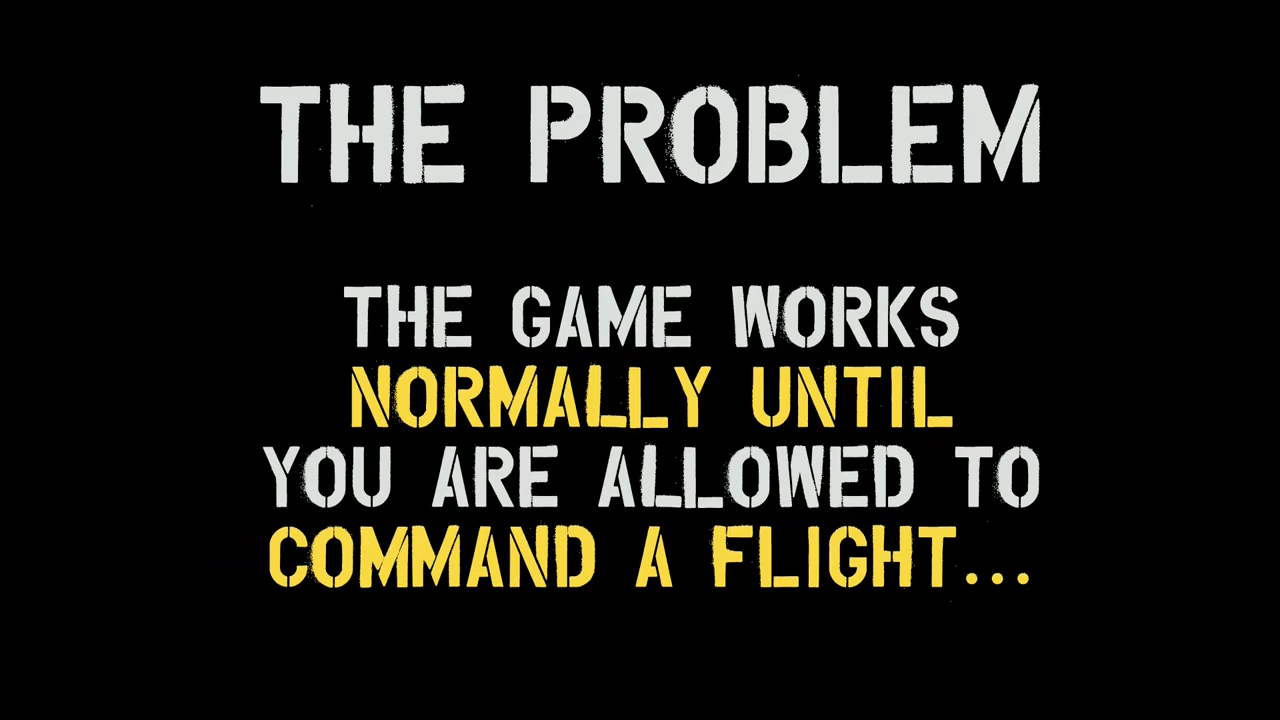 THE PROBLEM
THE GAME WORKS
NORMALLY UNTIL
YOU ARE ALLOWED TO
COMMAND A FLIGHT...